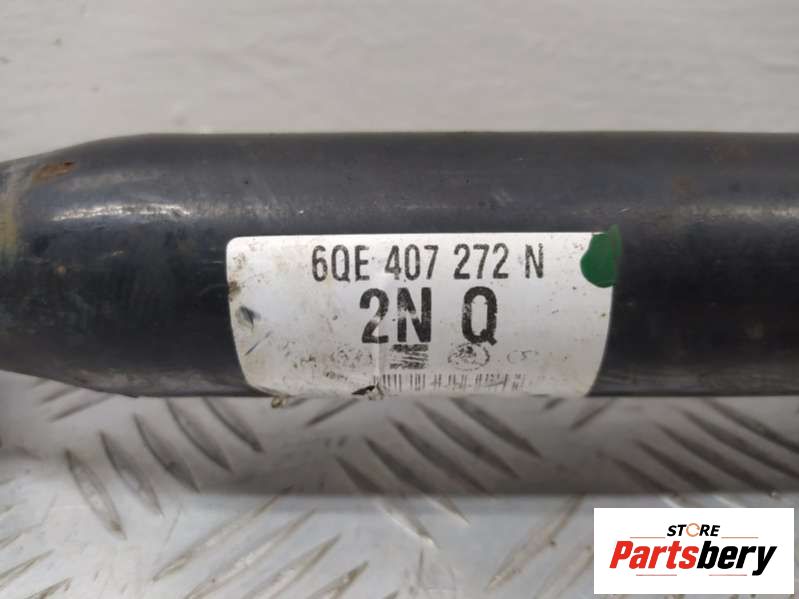 6QE 407 272 N
2N Q
STORE
Partsbery